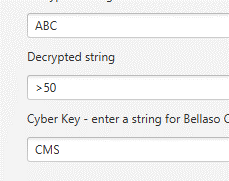 ABC
Decrypted string
>50
Cyber Key - enter a string for Bellaso
CMS